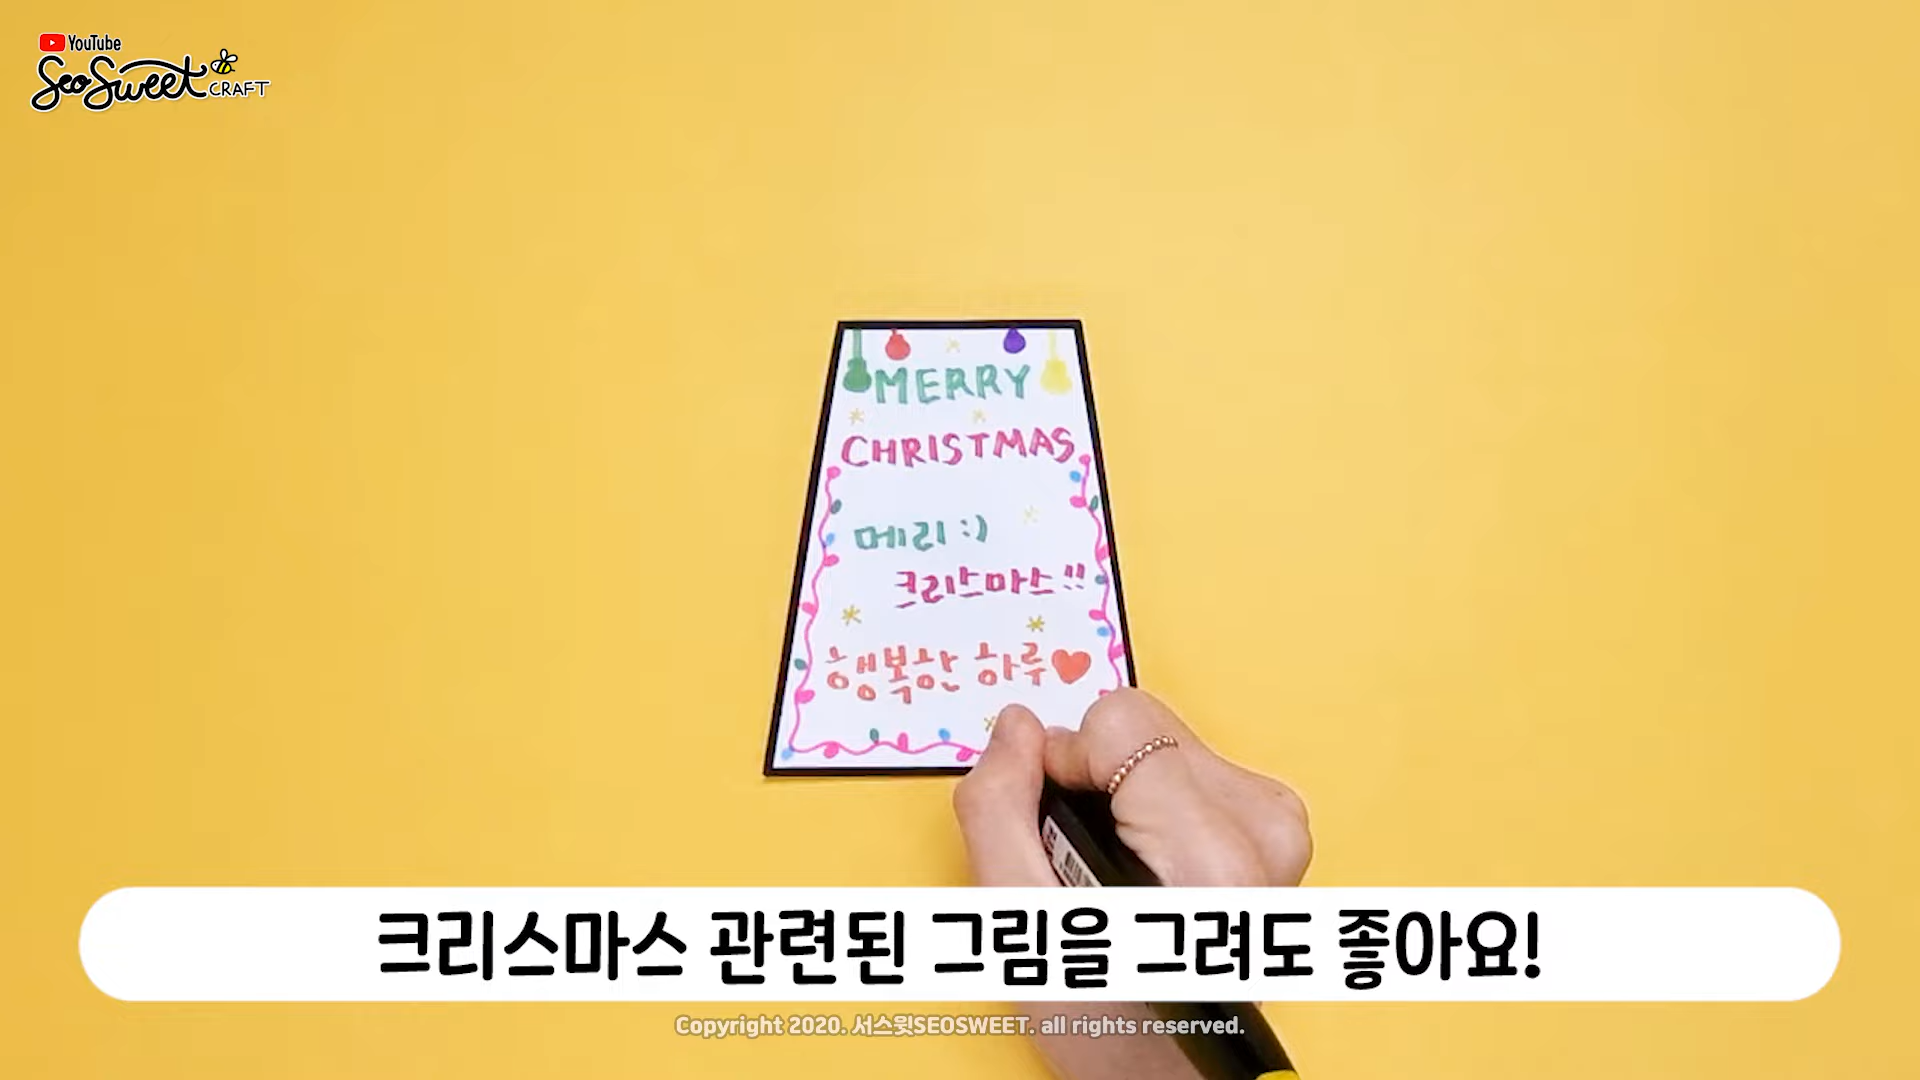 YouTube
SeoSweet CRAFT
MERRY
CHRISTMAS
메리 :)
크리스마스!!
행복한 하루♥
크리스마스 관련된 그림을 그려도 좋아요!
Copyright 2020. 서스윗SEOSWEET. all rights reserved.